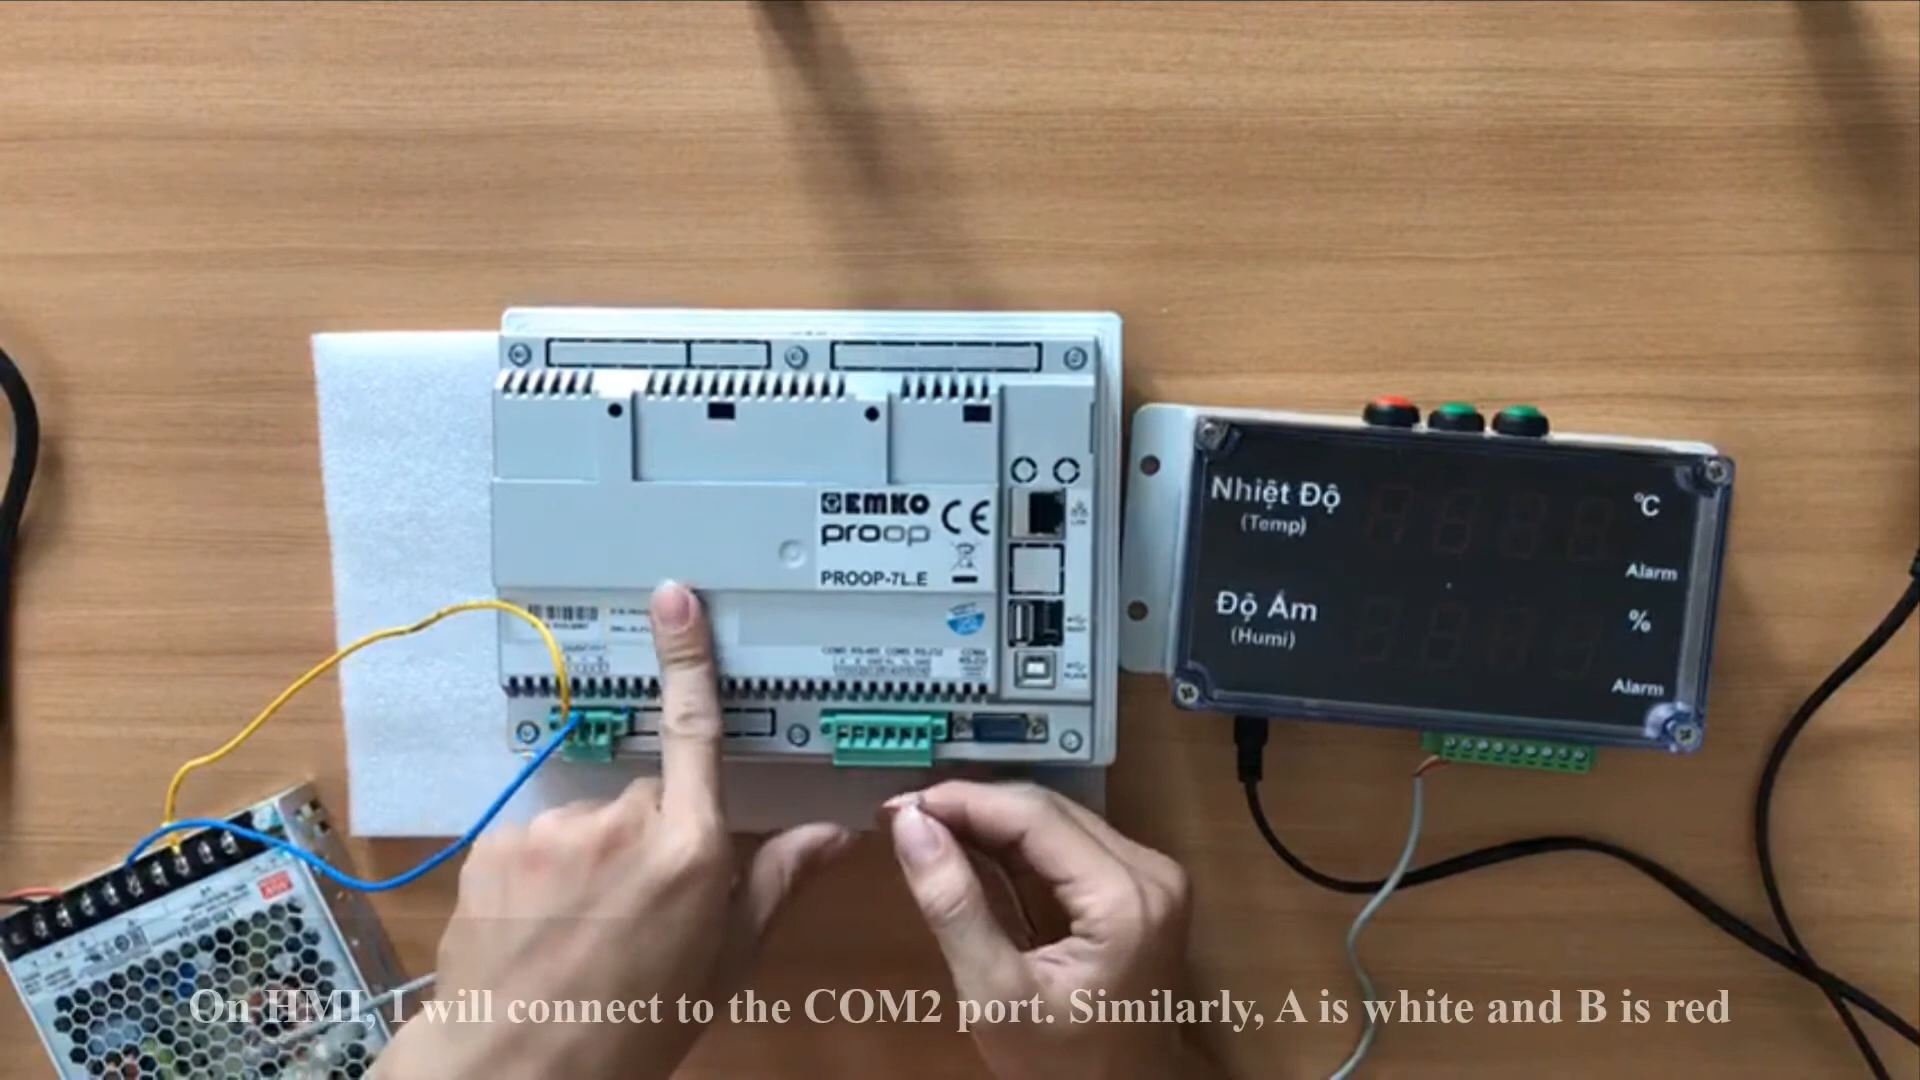 EMKO
proop
CE
PROOP-7L.E
Nhiệt Độ
(Temp)
°C
Alarm
Độ Ẩm
(Humi)
%
Alarm
On HMI, I will connect to the COM2 port. Similarly, A is white and B is red